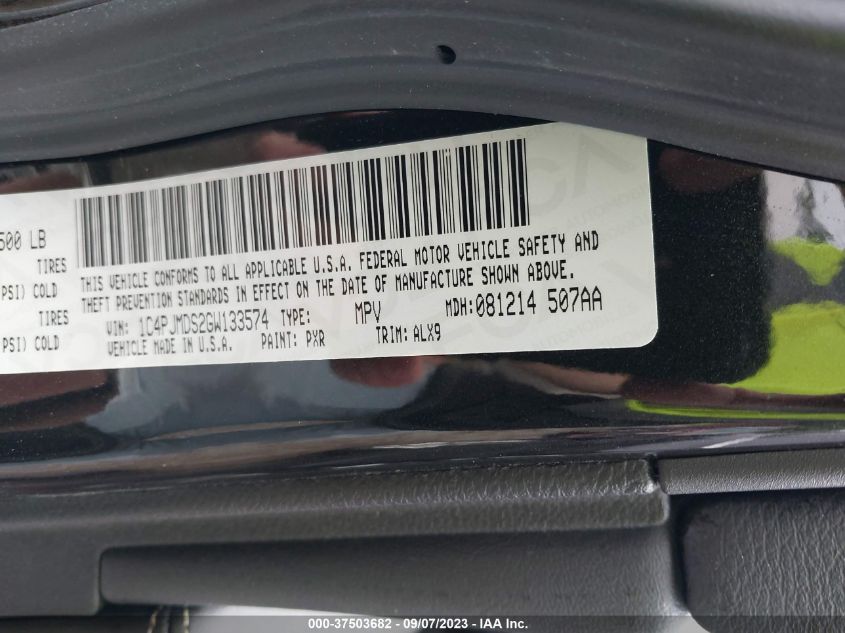 500 LB
TIRES
PSI) COLD
TIRES
PSI) COLD
THIS VEHICLE CONFORMS TO ALL APPLICABLE U.S.A. FEDERAL MOTOR VEHICLE SAFETY AND
THEFT PREVENTION STANDARDS IN EFFECT ON THE DATE OF MANUFACTURE SHOWN ABOVE.
VIN: 1C4PJMDS2GW133574 TYPE: MPV MDH:081214 507AA
VEHICLE MADE IN U.S.A. PAINT: PXR TRIM:ALX9
000-37503682 - 09/07/2023 - IAA Inc.